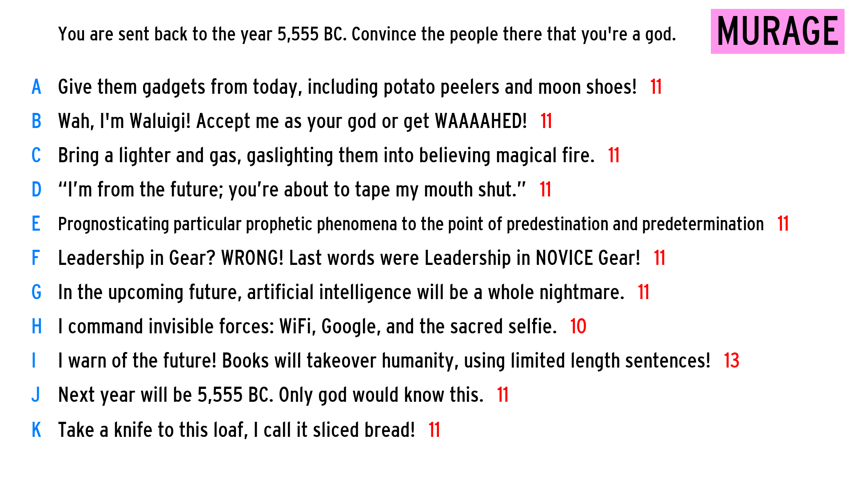 You are sent back to the year 5,555 BC. Convince the people there that you're a god.
MURAGE
A Give them gadgets from today, including potato peelers and moon shoes! 11
B Wah, I'm Waluigi! Accept me as your god or get WAAAAHED! 11
C Bring a lighter and gas, gaslighting them into believing magical fire. 11
D “I’m from the future; you’re about to tape my mouth shut.” 11
E Prognosticating particular prophetic phenomena to the point of predestination and predetermination 11
F Leadership in Gear? WRONG! Last words were Leadership in NOVICE Gear! 11
G In the upcoming future, artificial intelligence will be a whole nightmare. 11
H I command invisible forces: WiFi, Google, and the sacred selfie. 10
I I warn of the future! Books will takeover humanity, using limited length sentences! 13
J Next year will be 5,555 BC. Only god would know this. 11
K Take a knife to this loaf, I call it sliced bread! 11